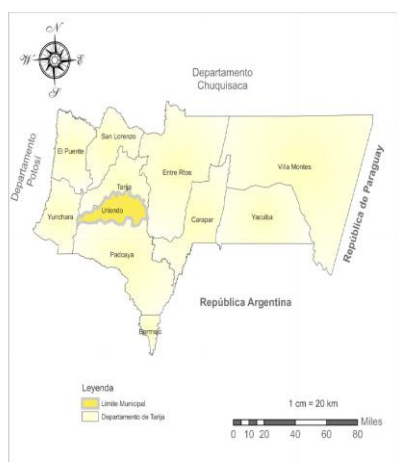 N
W
E
S
Departamento
Chuquisaca
Departamento
Potosí
San Lorenzo
El Puente
Entre Ríos
Villa Montes
Tarija
Uriondo
Yunchara
Carapar
Yacuiba
República de Paraguay
Padcaya
República Argentina
Bermejo
Leyenda
Límite Municipal
Departamento de Tarija
1 cm = 20 km
Miles
0 10 20 40 60 80